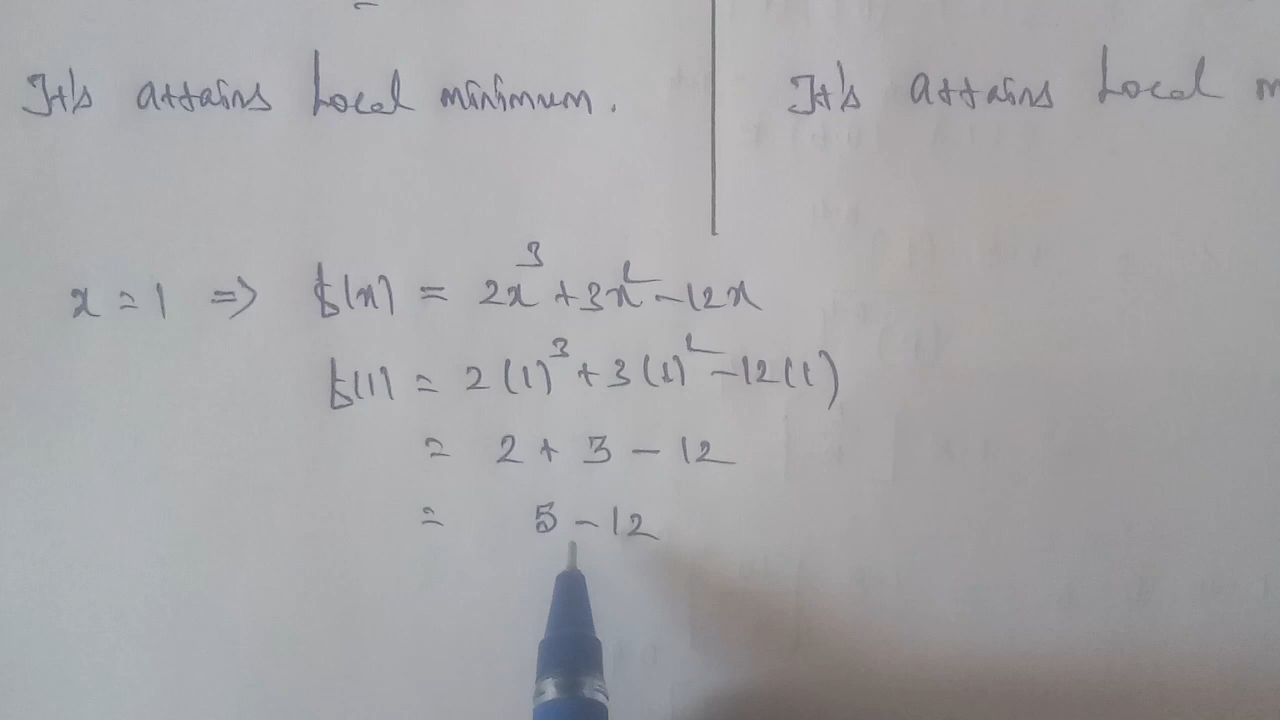 It's attains Local minimum.
It's attains Local
x = 1 => f(x) = 2x³ + 3x² - 12x
f(1) = 2(1)³ + 3(1)² - 12(1)
= 2 + 3 - 12
= 5 - 12